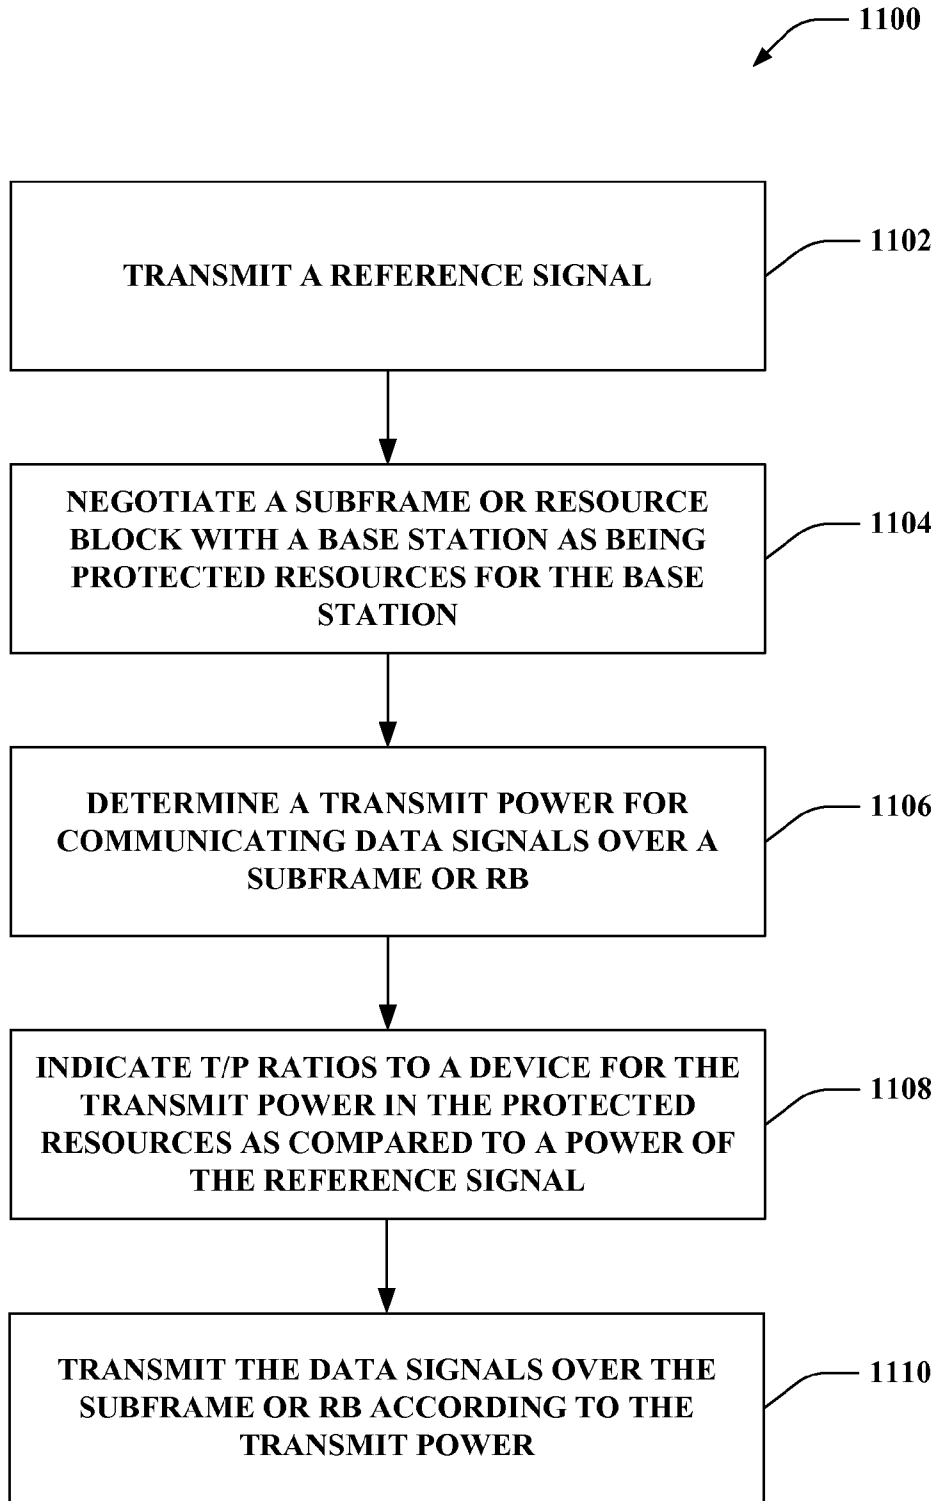 1100
TRANSMIT A REFERENCE SIGNAL
1102
NEGOTIATE A SUBFRAME OR RESOURCE
BLOCK WITH A BASE STATION AS BEING
PROTECTED RESOURCES FOR THE BASE
STATION
1104
DETERMINE A TRANSMIT POWER FOR
COMMUNICATING DATA SIGNALS OVER A
SUBFRAME OR RB
1106
INDICATE T/P RATIOS TO A DEVICE FOR THE
TRANSMIT POWER IN THE PROTECTED
RESOURCES AS COMPARED TO A POWER OF
THE REFERENCE SIGNAL
1108
TRANSMIT THE DATA SIGNALS OVER THE
SUBFRAME OR RB ACCORDING TO THE
TRANSMIT POWER
1110